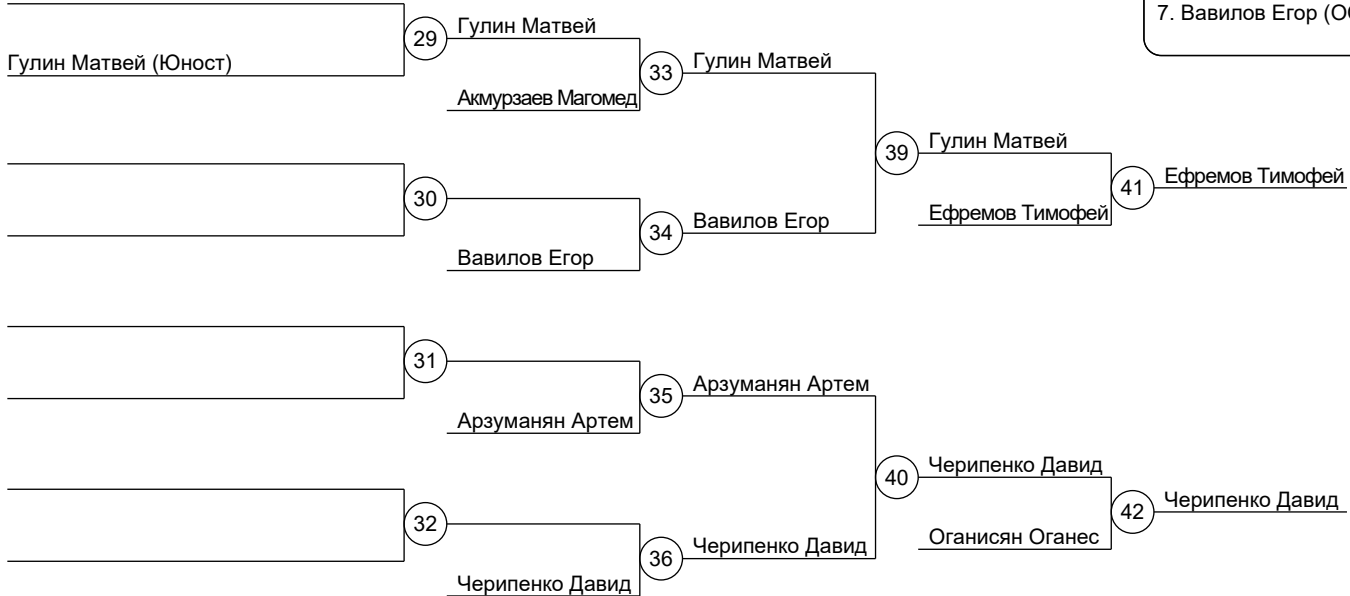 7. Вавилов Егор (О
29
Гулин Матвей
Гулин Матвей (Юност)
33
Гулин Матвей
Акмурзаев Магомед
39
Гулин Матвей
41
Ефремов Тимофей
30
Ефремов Тимофей
34
Вавилов Егор
Вавилов Егор
31
35
Арзуманян Артем
Арзуманян Артем
40
Черипенко Давид
42
Черипенко Давид
32
Оганисян Оганес
36
Черипенко Давид
Черипенко Давид